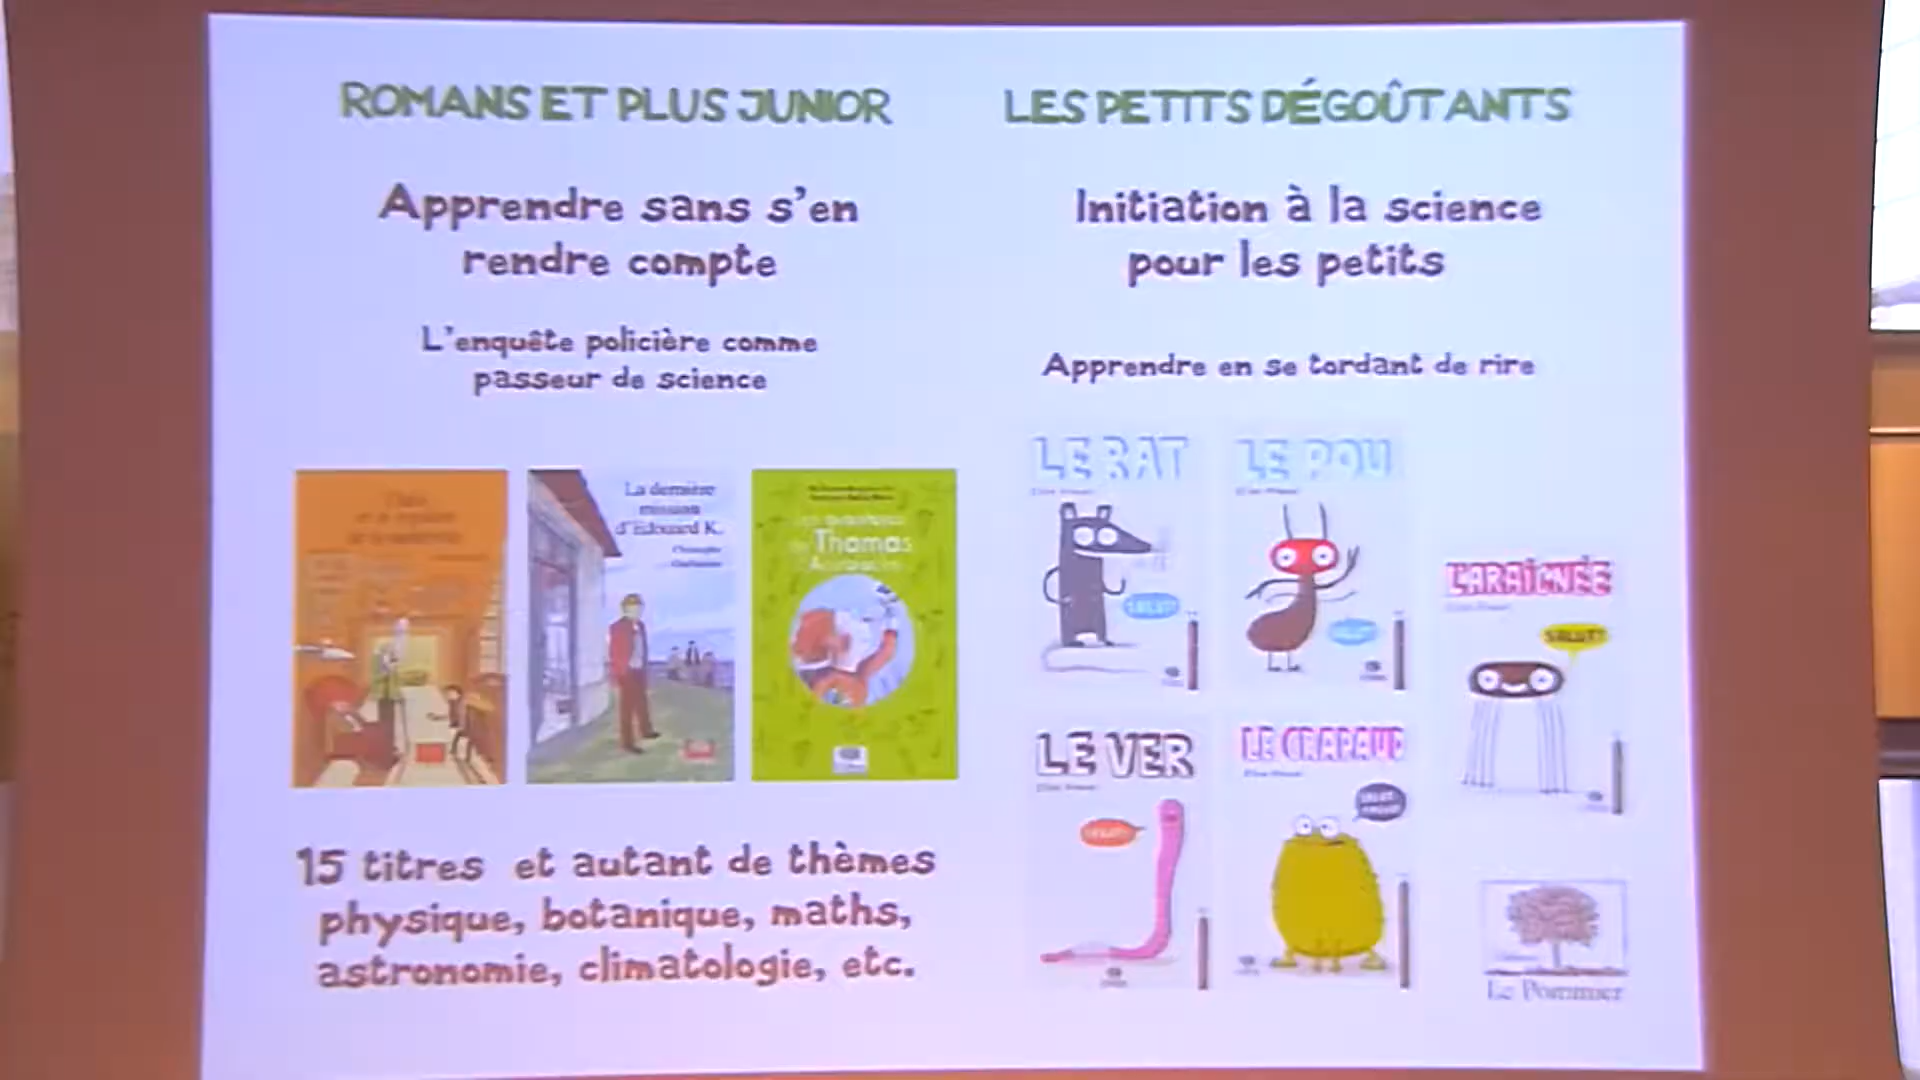 ROMANS ET PLUS JUNIOR
Apprendre sans s'en
rendre compte
L'enquête policière comme
passeur de science
La dernière
mission
d'Edouard K.
Thomas
15 titres et autant de thèmes
physique, botanique, maths,
astronomie, climatologie, etc.
LES PETITS DÉGOÛTANTS
Initiation à la science
pour les petits
Apprendre en se tordant de rire
LE RAT
SALUT!
LE POU
SALUT!
L'ARAIGNÉE
SALUT!
LE VER
SALUT!
LE CRAPAUD
Le Pommier